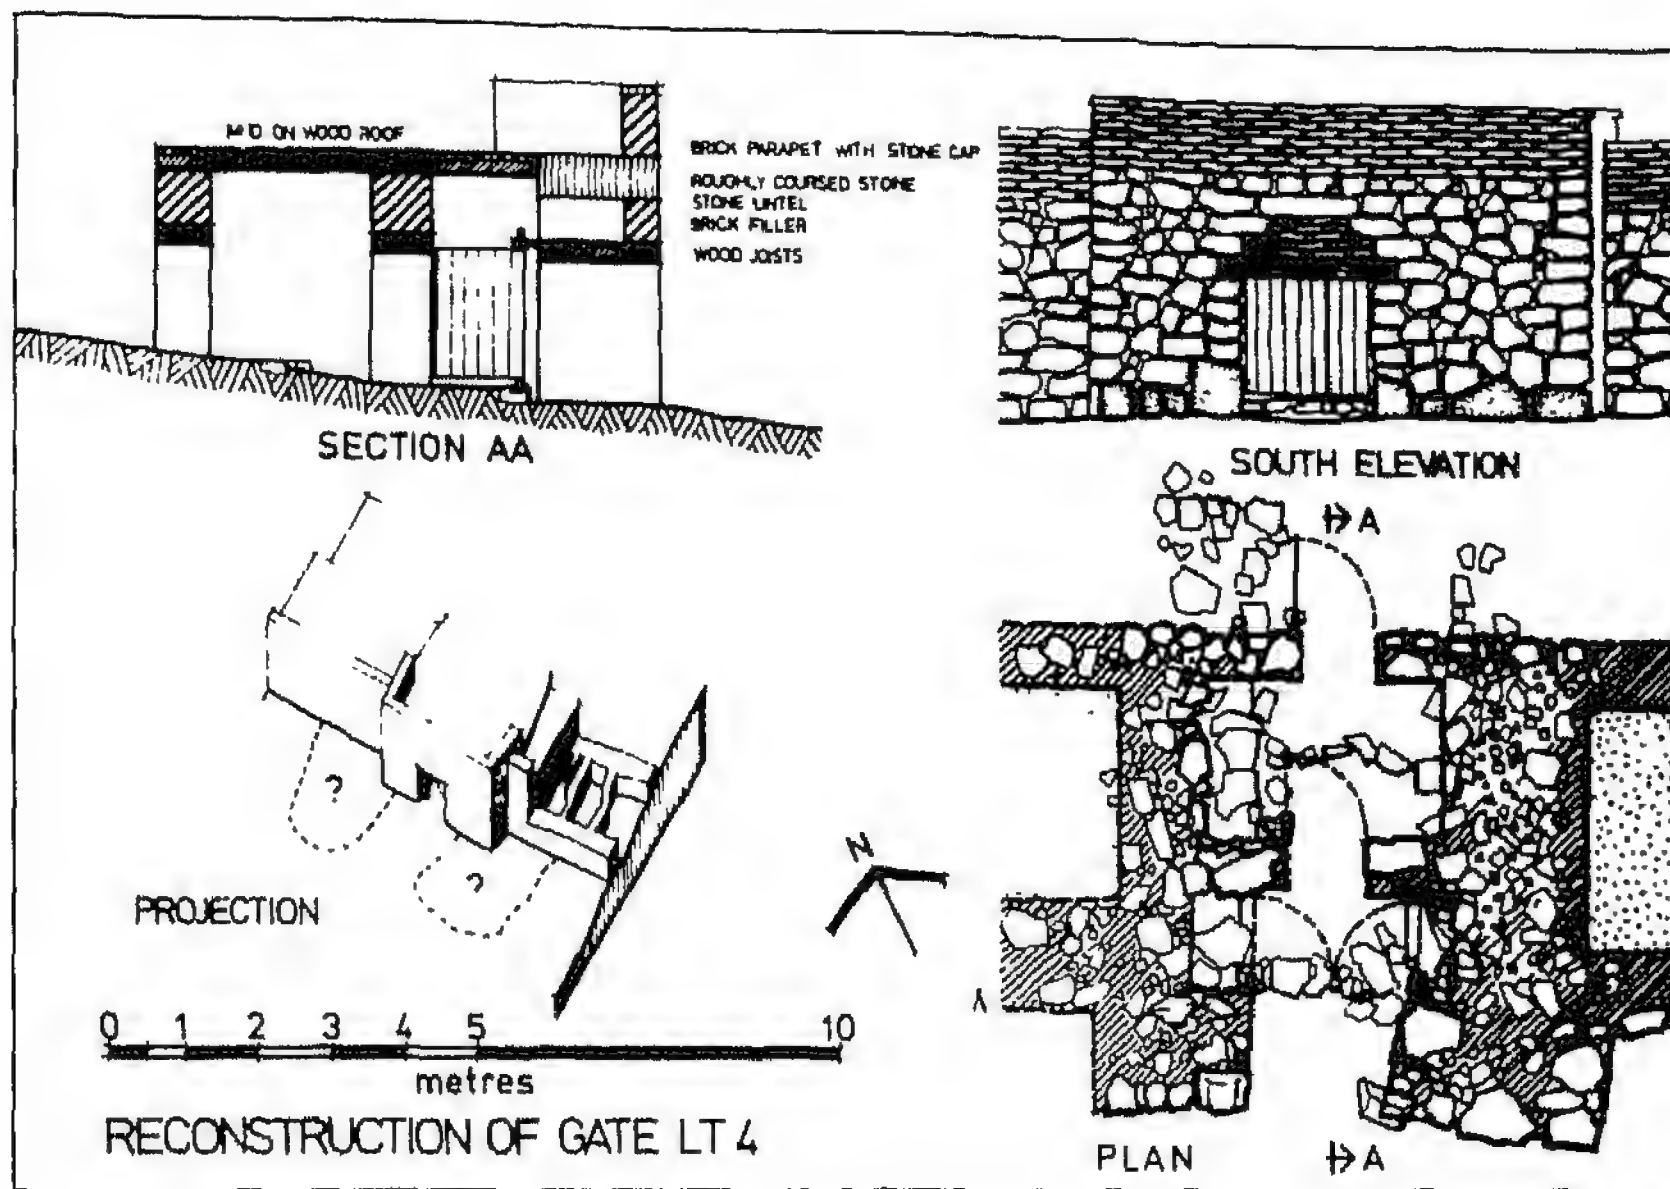 MUD ON WOOD ROOF
BRICK PARAPET WITH STONE CAP
ROUGHLY COURSED STONE
STONE LINTEL
BRICK FILLER
WOOD JOISTS
SECTION AA
SOUTH ELEVATION
A
?
?
N
PROJECTION
0 1 2 3 4 5 10
metres
RECONSTRUCTION OF GATE LT 4
PLAN
A